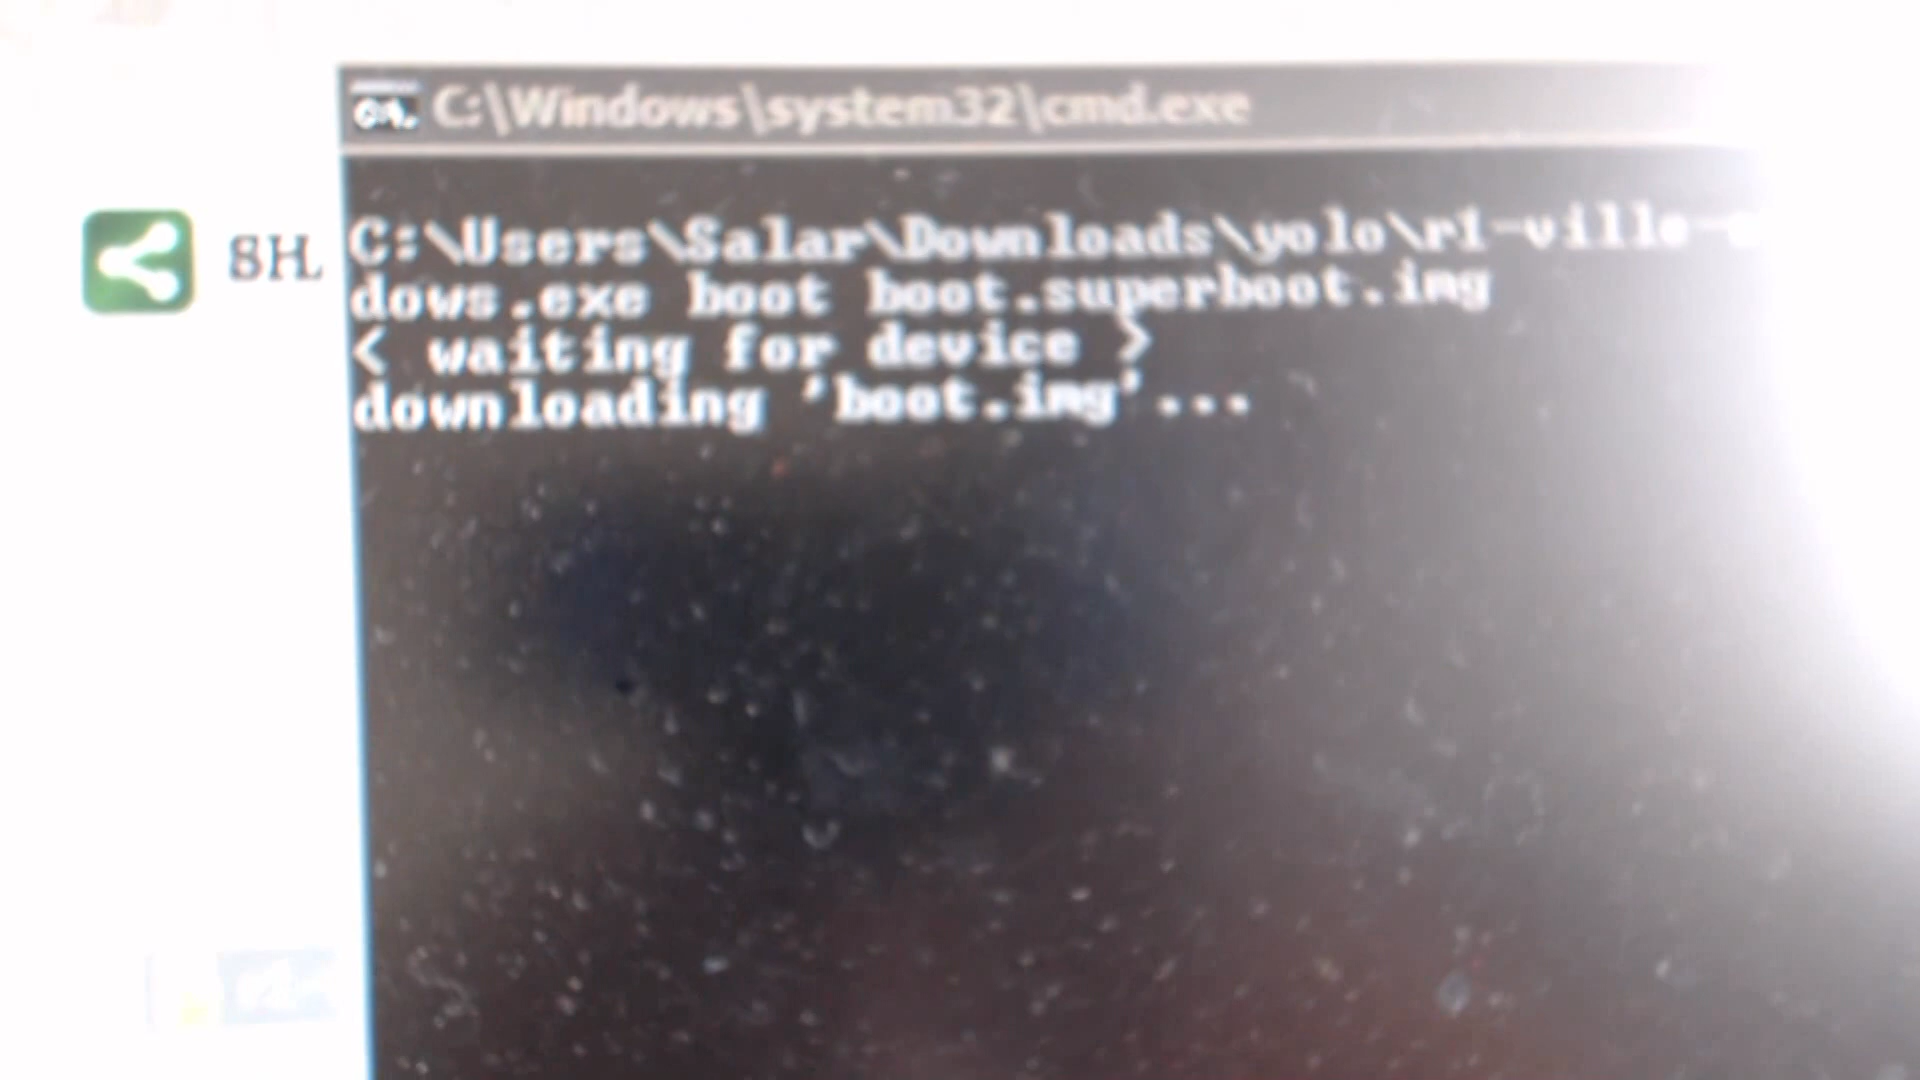 C:\Windows\system32\cmd.exe
C:\Users\Salar\Downloads\yolo\r1-ville-
dows.exe boot boot.superboot.img
< waiting for device >
downloading 'boot.img'...